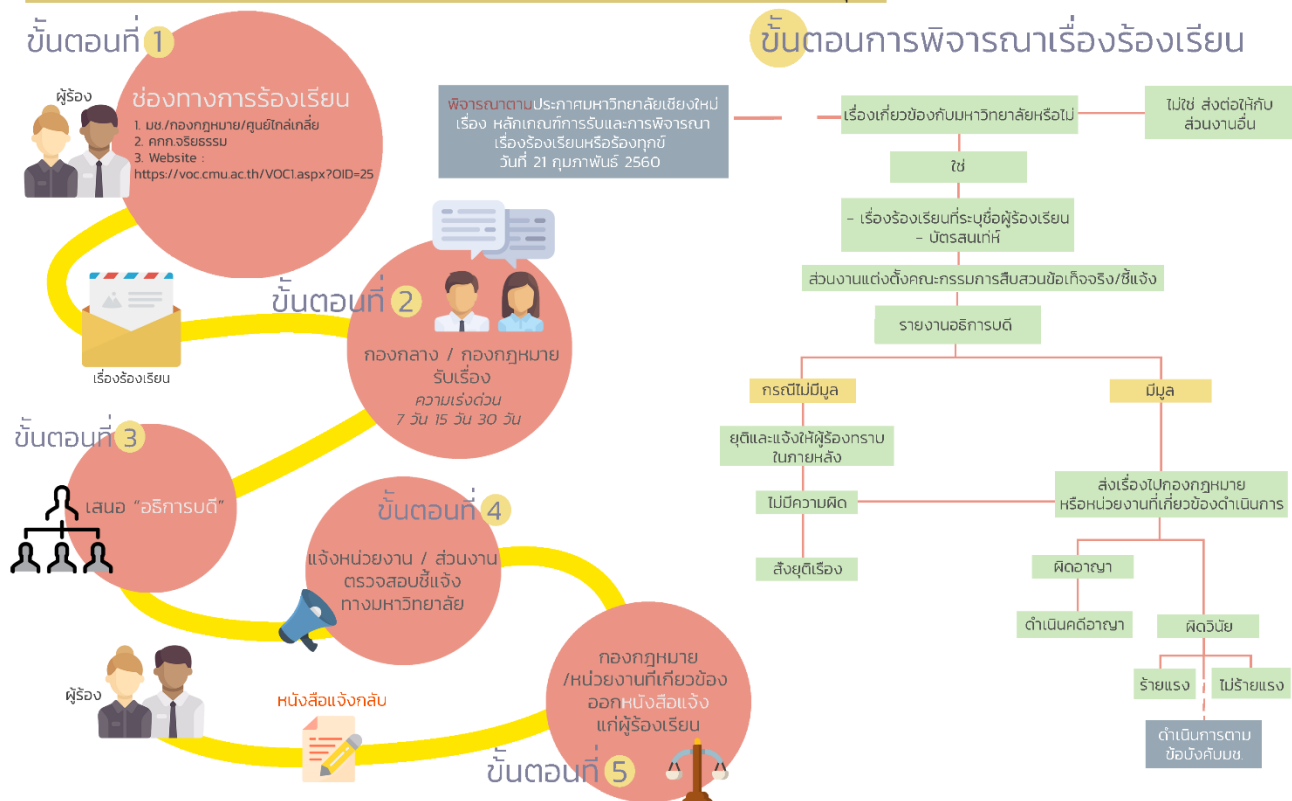 ขั้นตอนที่ 1
ผู้ร้อง
ช่องทางการร้องเรียน
1. มช./กองกฎหมาย/ศูนย์ไกล่เกลี่ย
2. คกก.จริยธรรม
3. Website :
https://voc.cmu.ac.th/VOC1.aspx?OID=25
เรื่องร้องเรียน
ขั้นตอนที่ 2
กองกลาง / กองกฎหมาย
รับเรื่อง
ความเร่งด่วน
7 วัน 15 วัน 30 วัน
ขั้นตอนที่ 3
เสนอ “อธิการบดี”
ขั้นตอนที่ 4
แจ้งหน่วยงาน / ส่วนงาน
ตรวจสอบชี้แจง
ทางมหาวิทยาลัย
กองกฎหมาย
/หน่วยงานที่เกี่ยวข้อง
ออกหนังสือแจ้ง
แก่ผู้ร้องเรียน
ขั้นตอนที่ 5
หนังสือแจ้งกลับ
ผู้ร้อง
ขั้นตอนการพิจารณาเรื่องร้องเรียน
พิจารณาตามประกาศมหาวิทยาลัยเชียงใหม่
เรื่อง หลักเกณฑ์การรับและการพิจารณา
เรื่องร้องเรียนหรือร้องทุกข์
วันที่ 21 กุมภาพันธ์ 2560
เรื่องเกี่ยวข้องกับมหาวิทยาลัยหรือไม่
ไม่ใช่ ส่งต่อให้กับ
ส่วนงานอื่น
ใช่
- เรื่องร้องเรียนที่ระบุชื่อผู้ร้องเรียน
- บัตรสนเท่ห์
ส่วนงานแต่งตั้งคณะกรรมการสืบสวนข้อเท็จจริง/ชี้แจ้ง
รายงานอธิการบดี
กรณีไม่มีมูล
มีมูล
ยุติและแจ้งให้ผู้ร้องทราบ
ในภายหลัง
ไม่มีความผิด
สั่งยุติเรื่อง
ส่งเรื่องไปกองกฎหมาย
หรือหน่วยงานที่เกี่ยวข้องดำเนินการ
ผิดอาญา
ดำเนินคดีอาญา
ผิดวินัย
ร้ายแรง
ไม่ร้ายแรง
ดำเนินการตาม
ข้อบังคับมช.